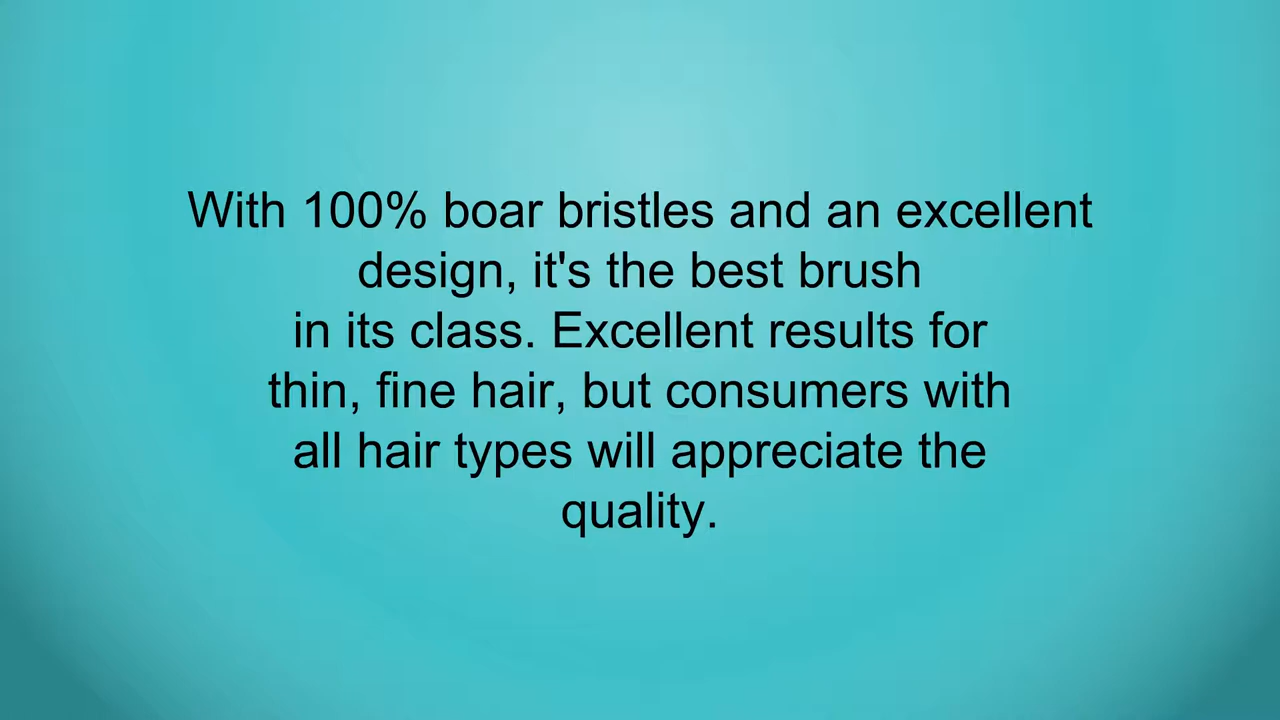 With 100% boar bristles and an excellent
design, it's the best brush
in its class. Excellent results for
thin, fine hair, but consumers with
all hair types will appreciate the
quality.